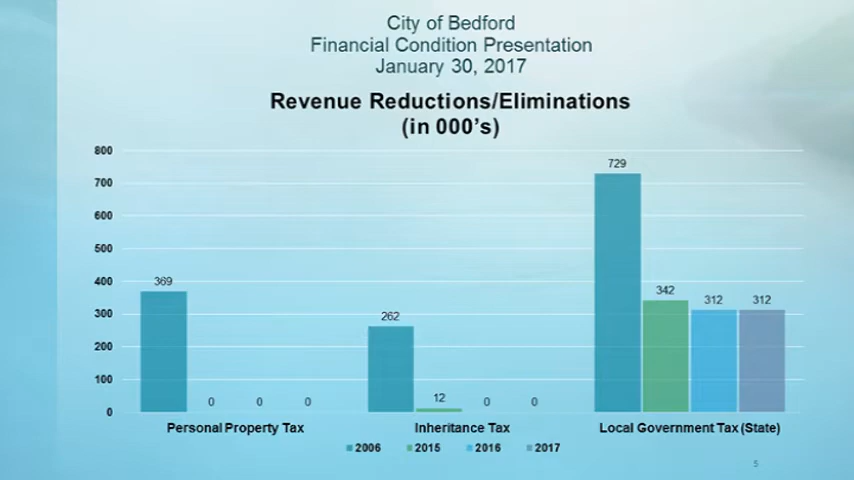 City of Bedford
Financial Condition Presentation
January 30, 2017
Revenue Reductions/Eliminations
(in 000's)
800
700
600
500
400
300
200
100
0
369
0
0
0
262
12
0
0
729
342
312
312
Personal Property Tax
Inheritance Tax
Local Government Tax (State)
2006 2015 2016 2017
5